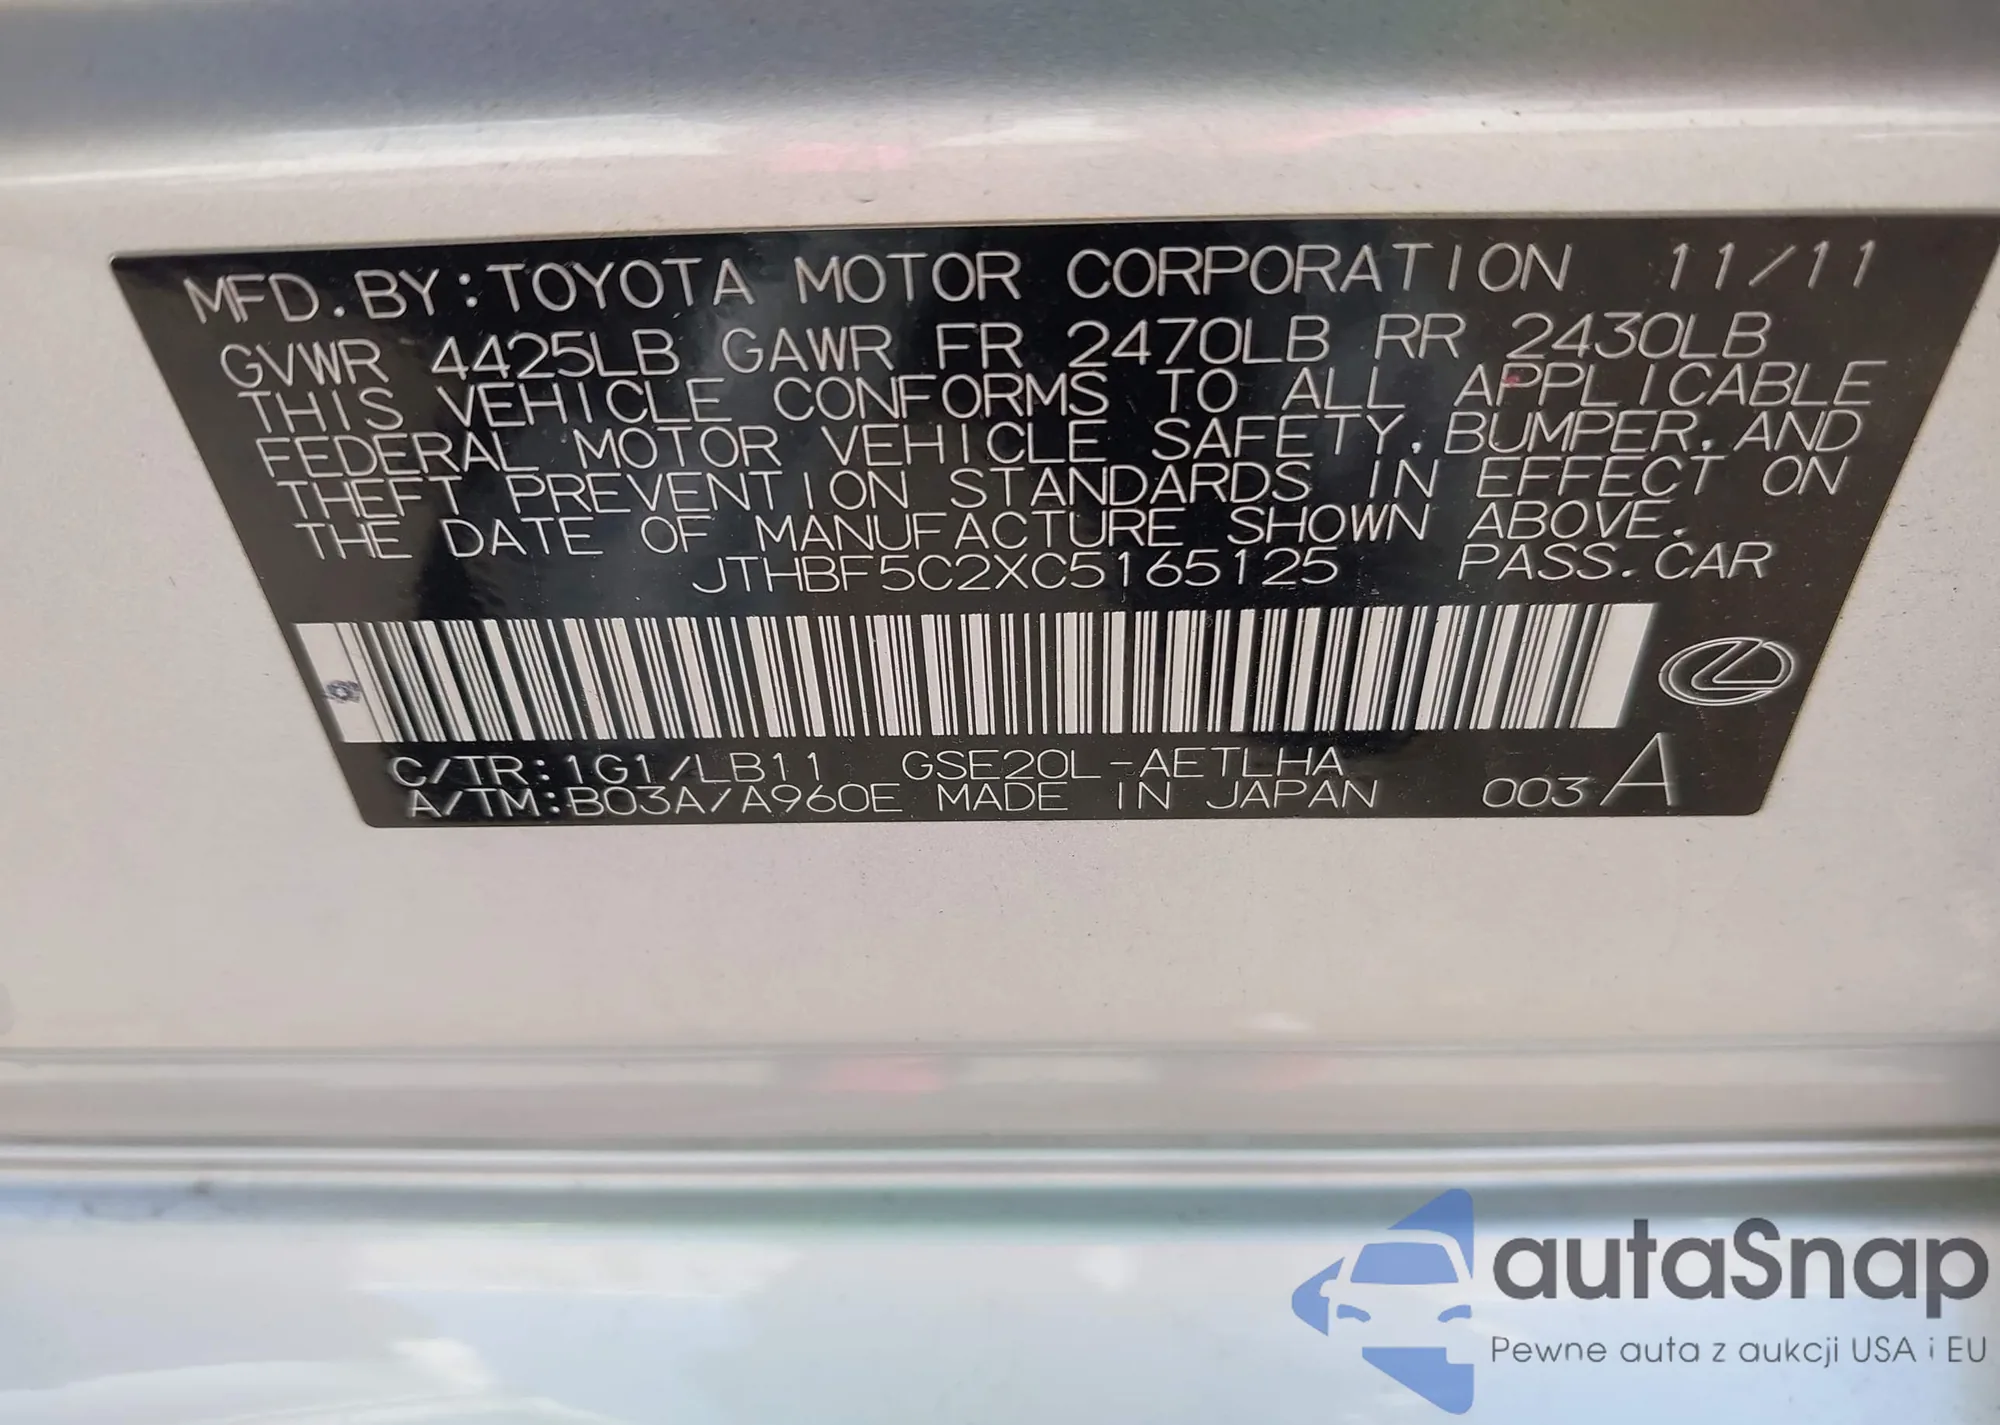 MFD. BY: TOYOTA MOTOR CORPORATION 11/11
GVWR 4425LB GAWR FR 2470LB RR 2430LB
THIS VEHICLE CONFORMS TO ALL APPLICABLE
FEDERAL MOTOR VEHICLE SAFETY, BUMPER, AND
THEFT PREVENTION STANDARDS IN EFFECT ON
THE DATE OF MANUFACTURE SHOWN ABOVE.
JTHBF5C2XC5165125 PASS. CAR
C/TR: 1G1/LB11 GSE20L-AETLHA
A/TM: B03A/A960E MADE IN JAPAN 003 A
autaSnap
Pewne auta z aukcji USA i EU